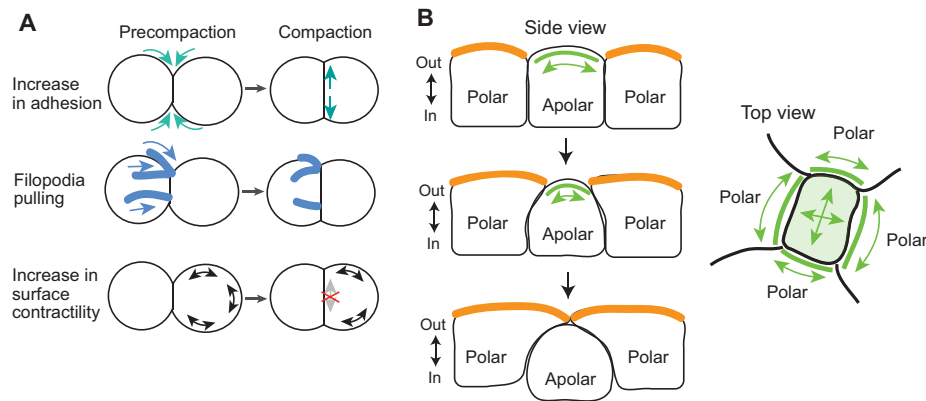 A
Precompaction
Compaction
Increase
in adhesion
Filopodia
pulling
Increase in
surface
contractility
B
Side view
Out
In
Polar
Apolar
Polar
Out
In
Polar
Apolar
Polar
Out
In
Polar
Apolar
Polar
Top view
Polar
Polar
Polar
Polar